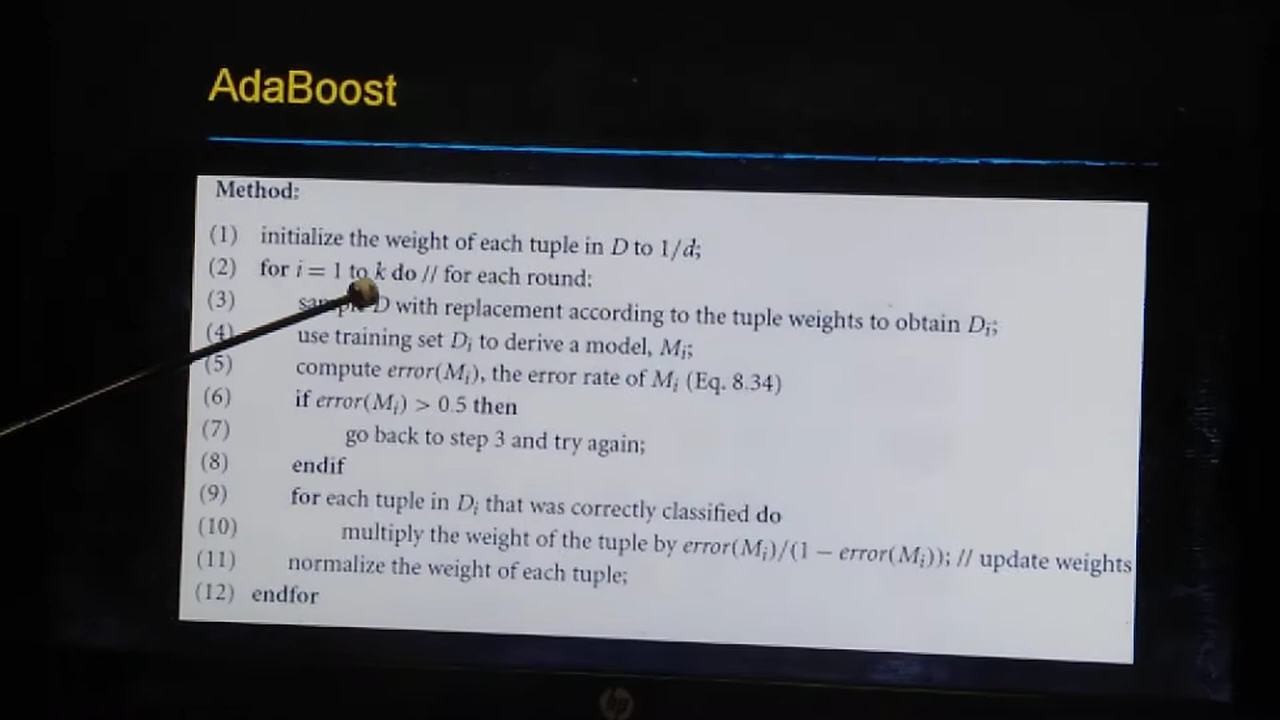 AdaBoost
Method:
(1) initialize the weight of each tuple in D to 1/d;
(2) for i = 1 to k do // for each round:
(3) sample D with replacement according to the tuple weights to obtain Dᵢ;
(4) use training set Dᵢ to derive a model, Mᵢ;
(5) compute error(Mᵢ), the error rate of Mᵢ (Eq. 8.34)
(6) if error(Mᵢ) > 0.5 then
(7) go back to step 3 and try again;
(8) endif
(9) for each tuple in Dᵢ that was correctly classified do
(10) multiply the weight of the tuple by error(Mᵢ)/(1 − error(Mᵢ)); // update weights
(11) normalize the weight of each tuple;
(12) endfor
hp